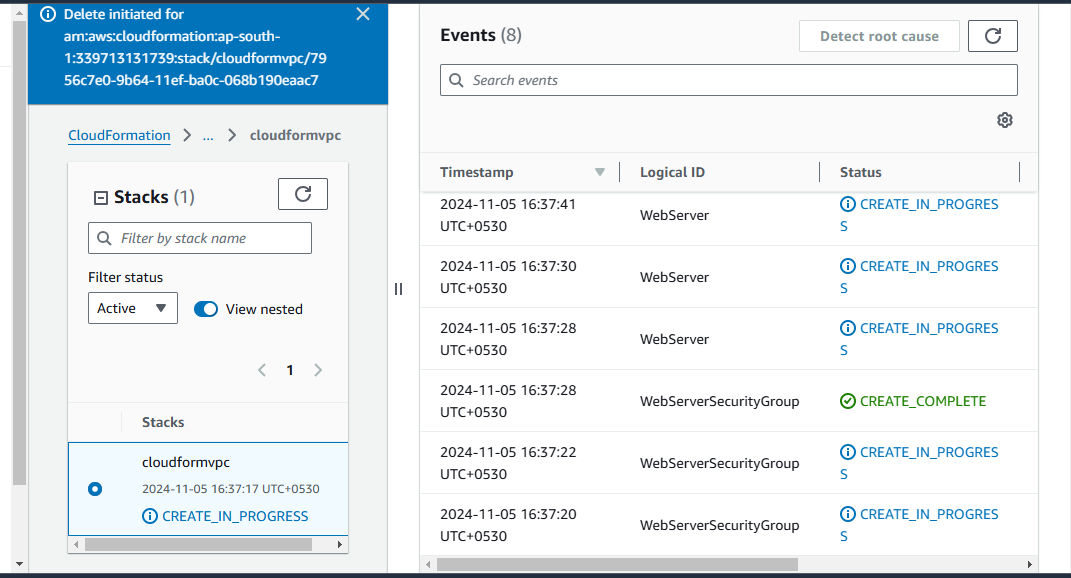 Delete initiated for
arn:aws:cloudformation:ap-south-
1:339713131739:stack/cloudformvpc/79
56c7e0-9b64-11ef-ba0c-068b190eaac7
CloudFormation > ... > cloudformvpc
Stacks (1)
Filter by stack name
Filter status
Active
View nested
1
Stacks
cloudformvpc
2024-11-05 16:37:17 UTC+0530
CREATE_IN_PROGRESS
Events (8)
Detect root cause
Search events
Timestamp Logical ID Status
2024-11-05 16:37:41
UTC+0530
WebServer
CREATE_IN_PROGRES
S
2024-11-05 16:37:30
UTC+0530
WebServer
CREATE_IN_PROGRES
S
2024-11-05 16:37:28
UTC+0530
WebServer
CREATE_IN_PROGRES
S
2024-11-05 16:37:28
UTC+0530
WebServerSecurityGroup
CREATE_COMPLETE
2024-11-05 16:37:22
UTC+0530
WebServerSecurityGroup
CREATE_IN_PROGRES
S
2024-11-05 16:37:20
UTC+0530
WebServerSecurityGroup
CREATE_IN_PROGRES
S